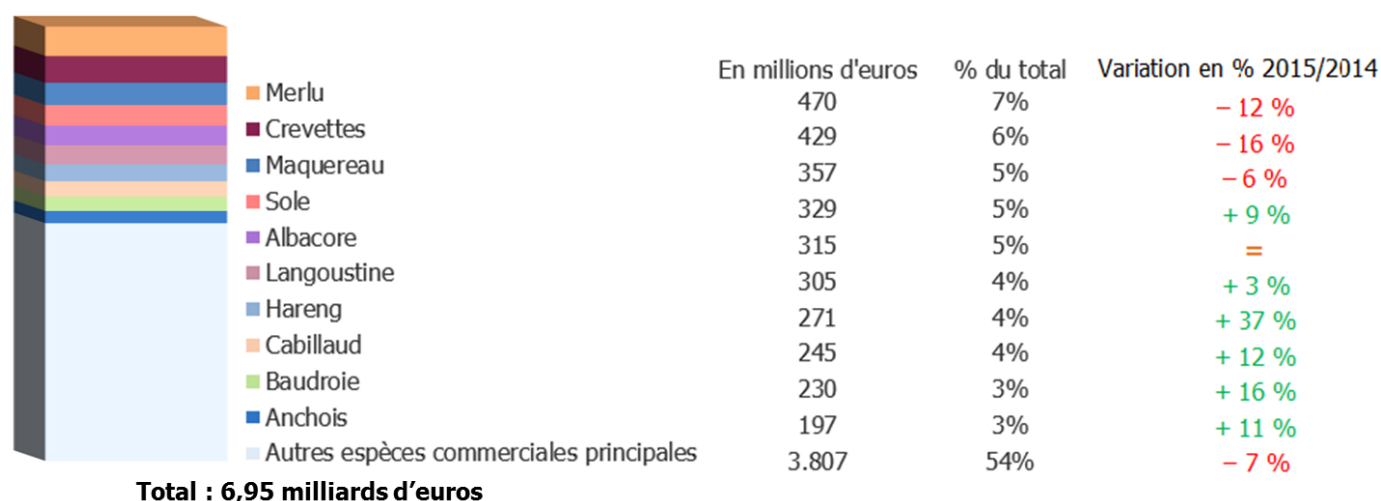 En millions d'euros % du total Variation en % 2015/2014
Merlu 470 7% – 12 %
Crevettes 429 6% – 16 %
Maquereau 357 5% – 6 %
Sole 329 5% + 9 %
Albacore 315 5% =
Langoustine 305 4% + 3 %
Hareng 271 4% + 37 %
Cabillaud 245 4% + 12 %
Baudroie 230 3% + 16 %
Anchois 197 3% + 11 %
Autres espèces commerciales principales 3.807 54% – 7 %
Total : 6,95 milliards d’euros